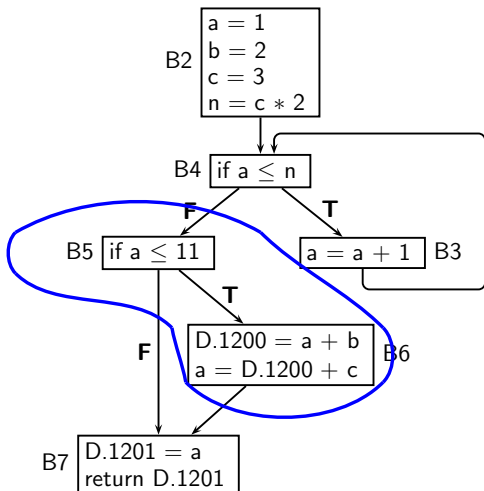 a = 1
b = 2
B2
c = 3
n = c ∗ 2
B4 if a ≤ n
F
T
B5 if a ≤ 11
a = a + 1 B3
T
F
D.1200 = a + b
B6
a = D.1200 + c
D.1201 = a
B7
return D.1201